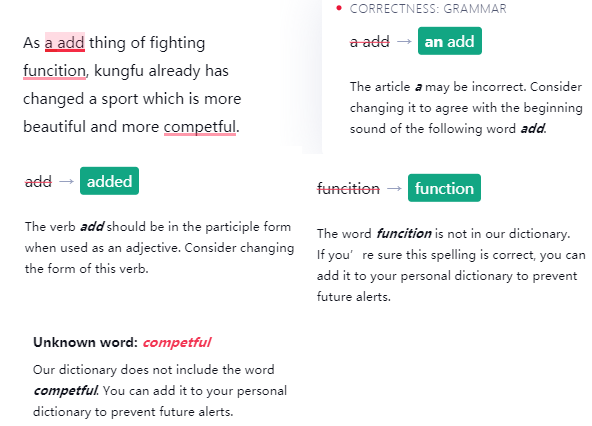 As a add thing of fighting
funcition, kungfu already has
changed a sport which is more
beautiful and more competful.
CORRECTNESS: GRAMMAR
a add → an add
The article a may be incorrect. Consider
changing it to agree with the beginning
sound of the following word add.
add → added
The verb add should be in the participle form
when used as an adjective. Consider changing
the form of this verb.
funcition → function
The word funcition is not in our dictionary.
If you’ re sure this spelling is correct, you can
add it to your personal dictionary to prevent
future alerts.
Unknown word: competful
Our dictionary does not include the word
competful. You can add it to your personal
dictionary to prevent future alerts.